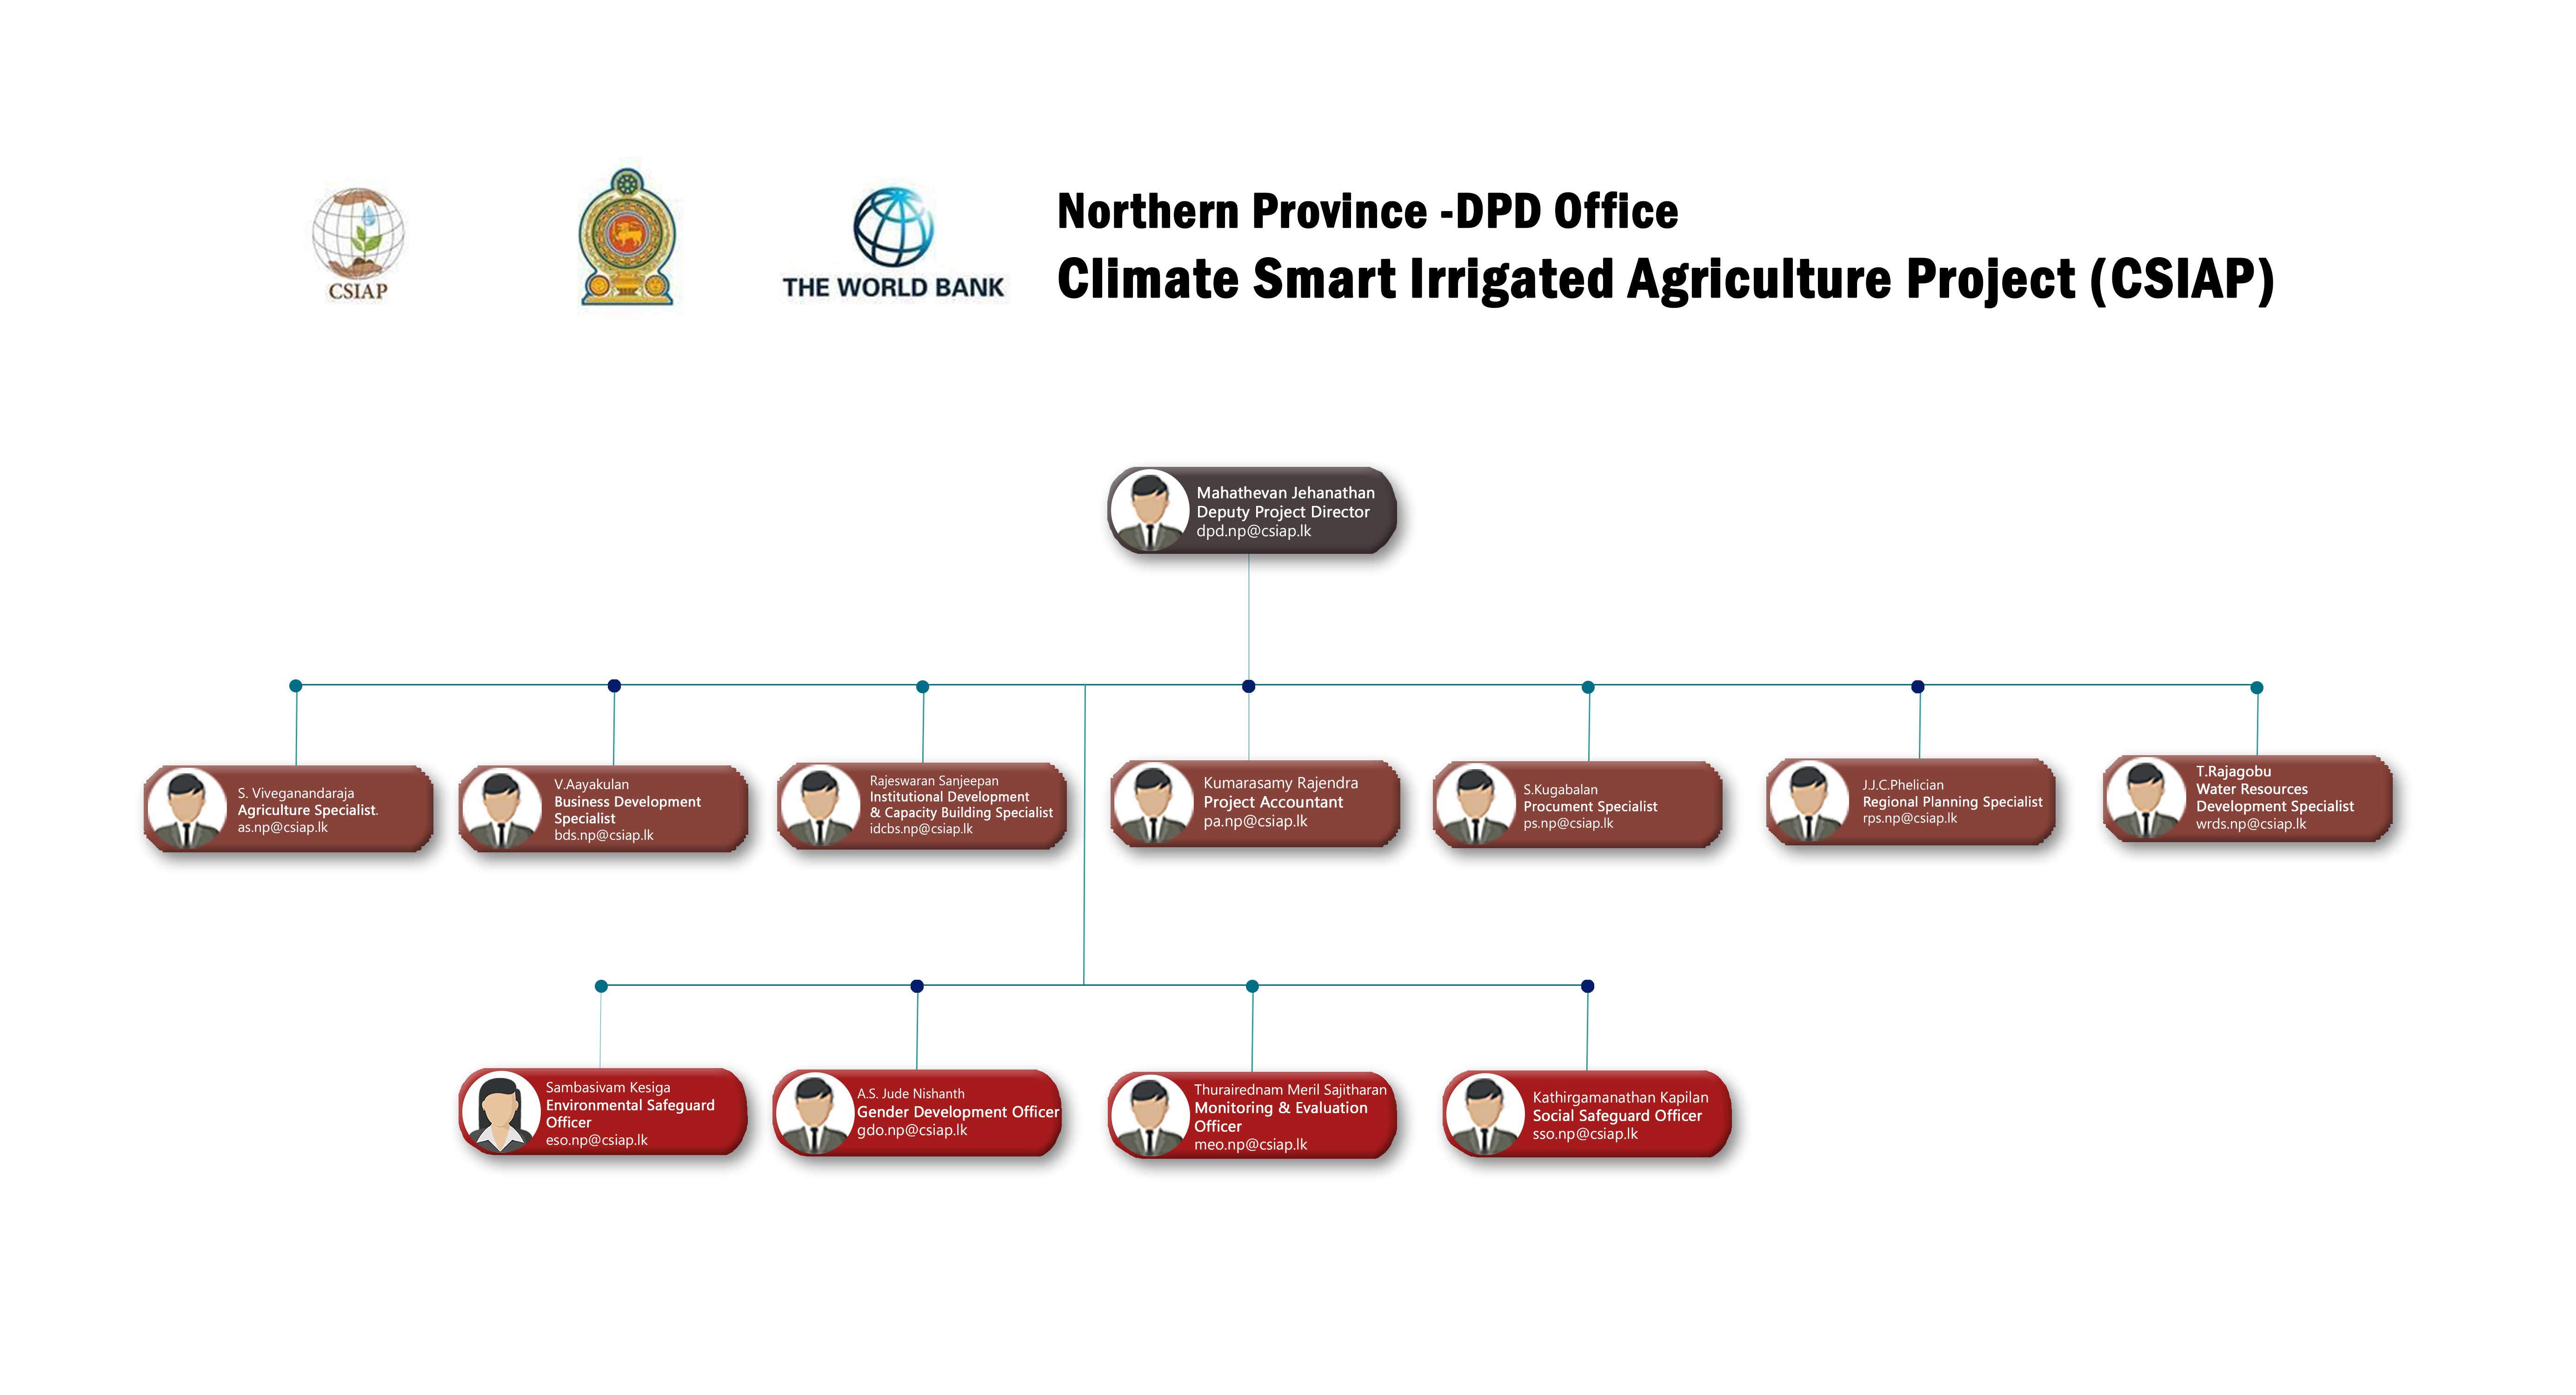 CSIAP
THE WORLD BANK
Northern Province -DPD Office
Climate Smart Irrigated Agriculture Project (CSIAP)
Mahathevan Jehanathan
Deputy Project Director
dpd.np@csiap.lk
S. Viveganandaraja
Agriculture Specialist.
as.np@csiap.lk
V.Aayakulan
Business Development
Specialist
bds.np@csiap.lk
Rajeswaran Sanjeepan
Institutional Development
& Capacity Building Specialist
idcbs.np@csiap.lk
Kumarasamy Rajendra
Project Accountant
pa.np@csiap.lk
S.Kugabalan
Procument Specialist
ps.np@csiap.lk
J.J.C.Phelician
Regional Planning Specialist
rps.np@csiap.lk
T.Rajagobu
Water Resources
Development Specialist
wrds.np@csiap.lk
Sambasivam Kesiga
Environmental Safeguard
Officer
eso.np@csiap.lk
A.S. Jude Nishanth
Gender Development Officer
gdo.np@csiap.lk
Thurairednam Meril Sajitharan
Monitoring & Evaluation
Officer
meo.np@csiap.lk
Kathirgamanathan Kapilan
Social Safeguard Officer
sso.np@csiap.lk